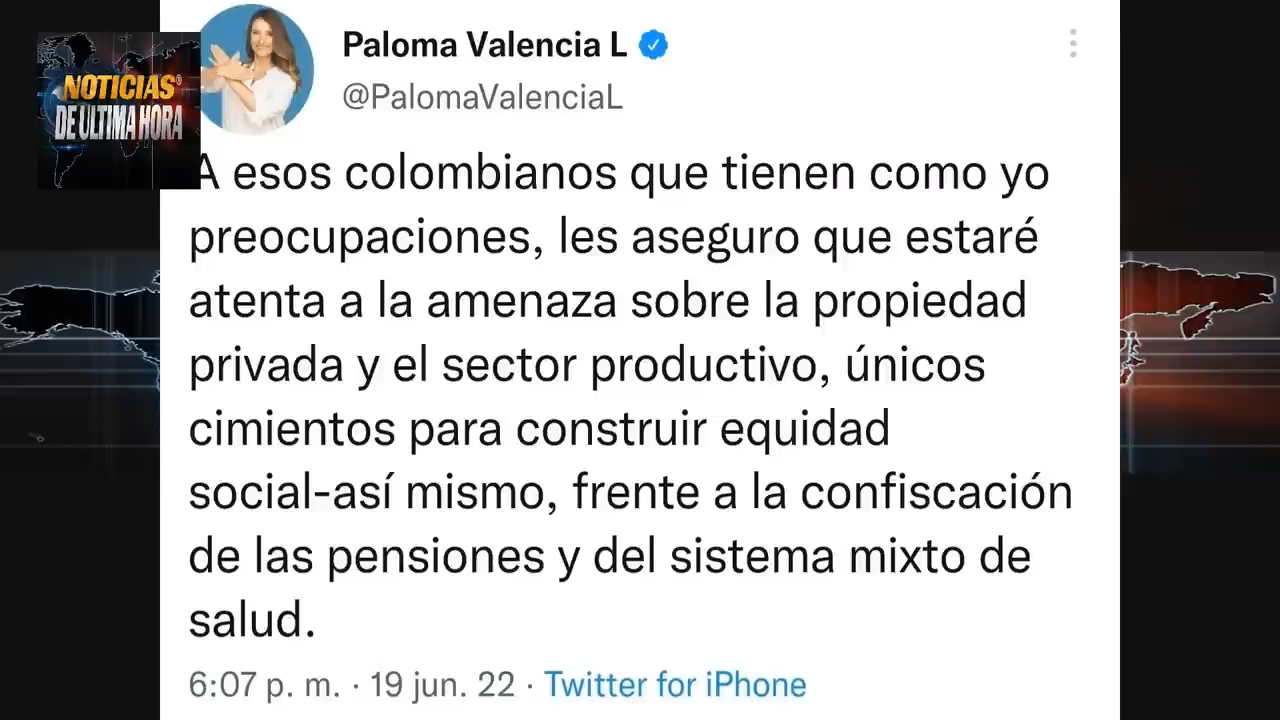 NOTICIAS®
DE ULTIMA HORA
Paloma Valencia L
@PalomaValenciaL
A esos colombianos que tienen como yo
preocupaciones, les aseguro que estaré
atenta a la amenaza sobre la propiedad
privada y el sector productivo, únicos
cimientos para construir equidad
social-así mismo, frente a la confiscación
de las pensiones y del sistema mixto de
salud.
6:07 p. m. · 19 jun. 22 · Twitter for iPhone